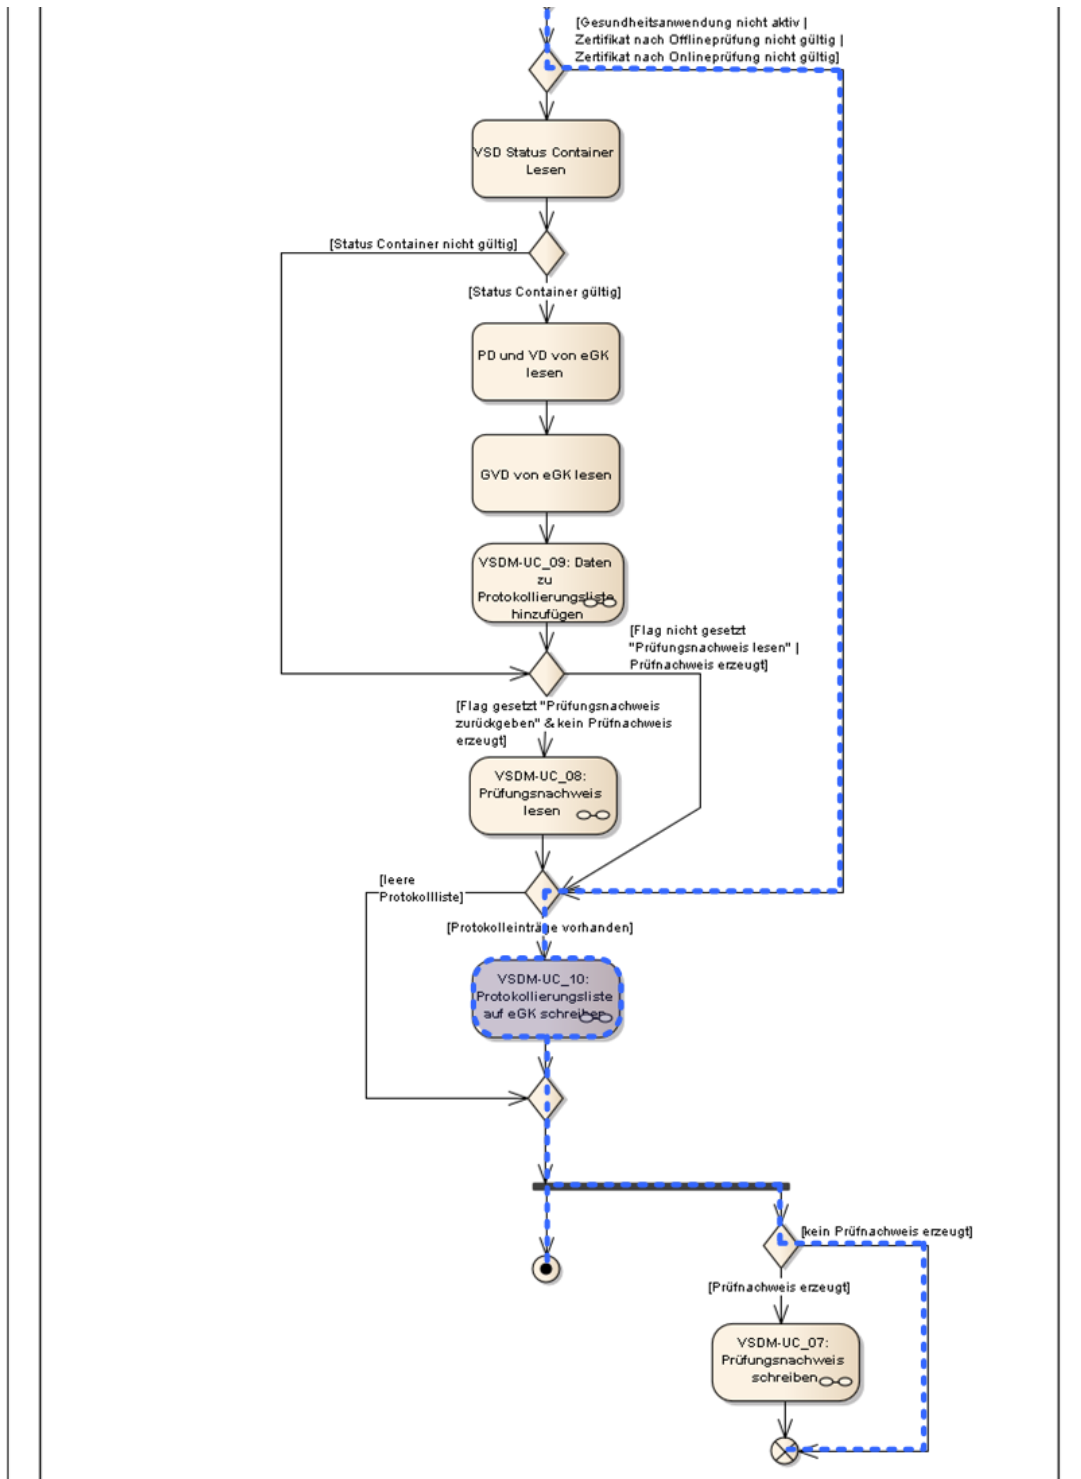 [Gesundheitsanwendung nicht aktiv |
Zertifikat nach Offlineprüfung nicht gültig |
Zertifikat nach Onlineprüfung nicht gültig]
VSD Status Container
Lesen
[Status Container nicht gültig]
[Status Container gültig]
PD und VD von eGK
lesen
GVD von eGK lesen
VSDM-UC_09: Daten
zu
Protokollierungsliste
hinzufügen
[Flag nicht gesetzt
"Prüfungsnachweis lesen" |
Prüfnachweis erzeugt]
[Flag gesetzt "Prüfungsnachweis
zurückgeben" & kein Prüfnachweis
erzeugt]
VSDM-UC_08:
Prüfungsnachweis
lesen
[leere
Protokollliste]
[Protokolleinträge vorhanden]
VSDM-UC_10:
Protokollierungsliste
auf eGK schreiben
[kein Prüfnachweis erzeugt]
[Prüfnachweis erzeugt]
VSDM-UC_07:
Prüfungsnachweis
schreiben